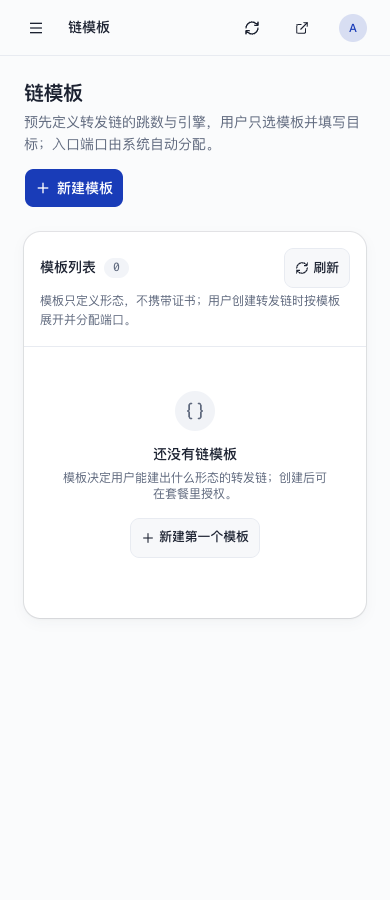 链模板
A
链模板
预先定义转发链的跳数与引擎，用户只选模板并填写目
标；入口端口由系统自动分配。
新建模板
模板列表 0
刷新
模板只定义形态，不携带证书；用户创建转发链时按模板
展开并分配端口。
{}
还没有链模板
模板决定用户能建出什么形态的转发链；创建后可
在套餐里授权。
新建第一个模板